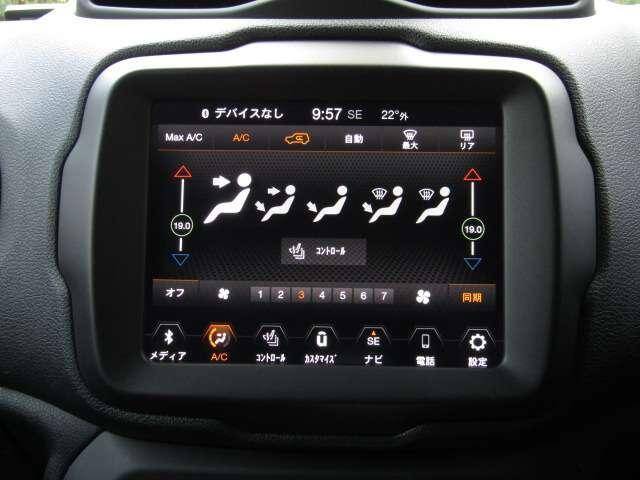 デバイスなし 9:57 SE 22°外
Max A/C A/C 自動 最大 リア
19.0 19.0
コントロール
オフ 1 2 3 4 5 6 7 同期
SE
メディア A/C コントロール カスタマイズ ナビ 電話 設定